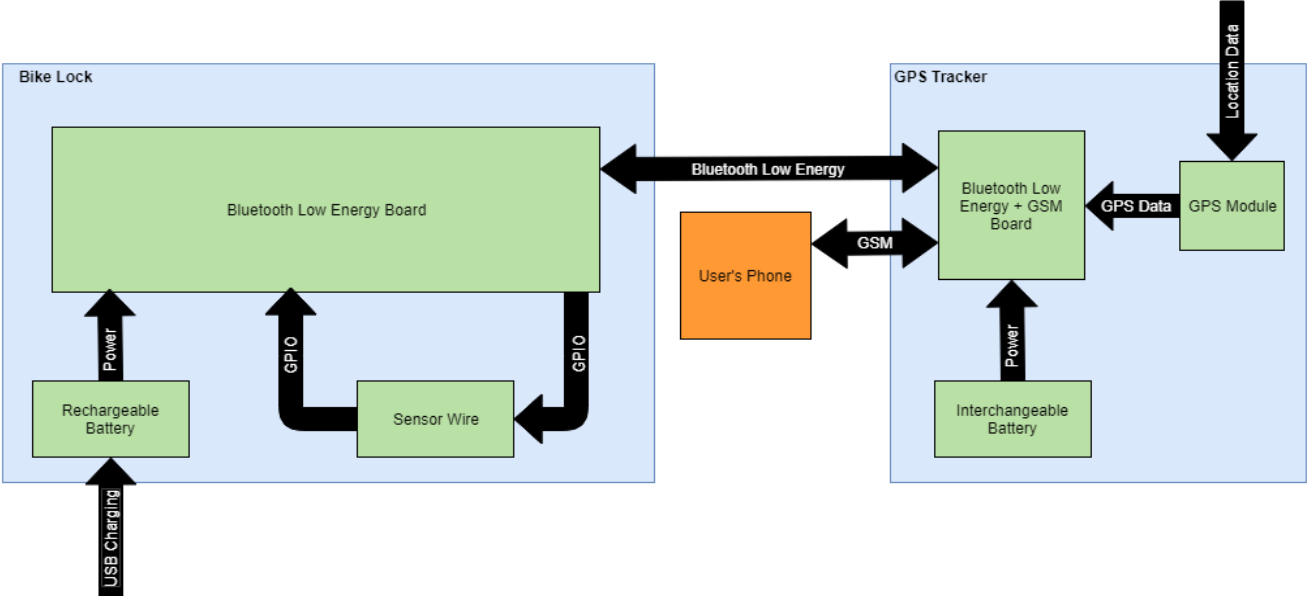 Bike Lock
Bluetooth Low Energy Board
Power
GPIO
GPIO
Rechargeable
Battery
Sensor Wire
USB Charging
Bluetooth Low Energy
User's Phone
GSM
GPS Tracker
Location Data
Bluetooth Low
Energy + GSM
Board
GPS Data
GPS Module
Power
Interchangeable
Battery